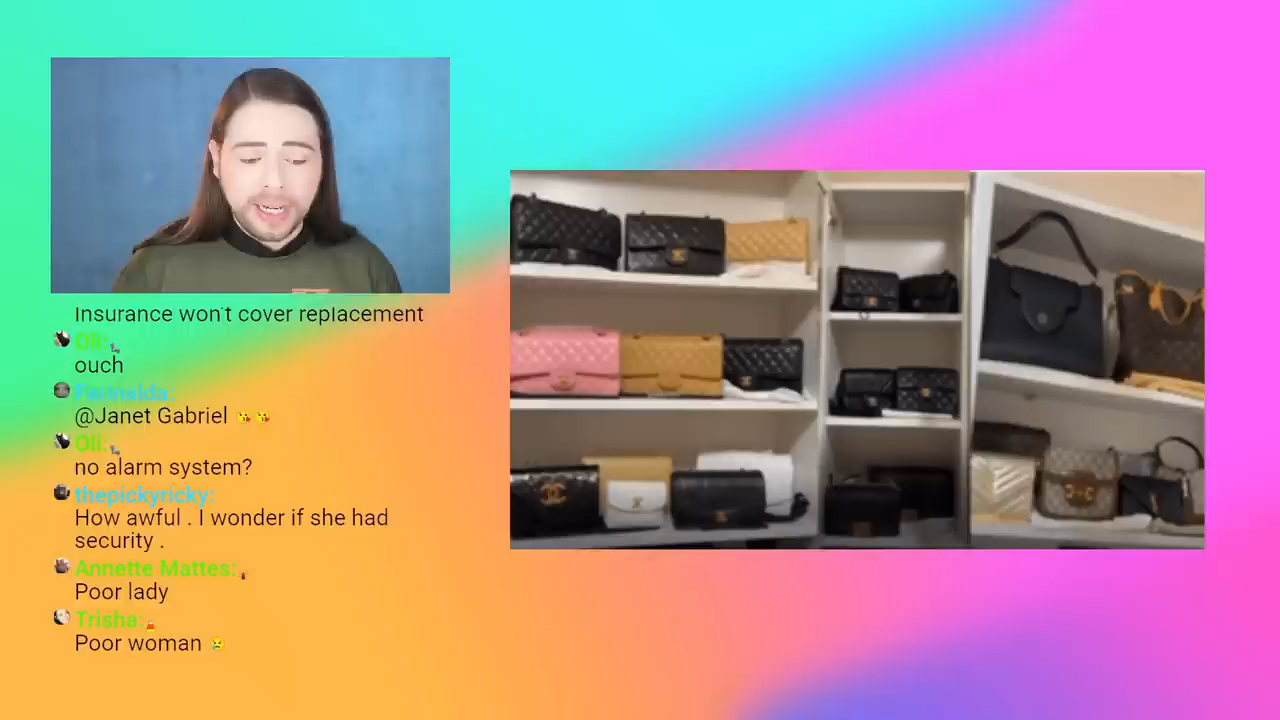 Insurance won't cover replacement
Oli:
ouch
Farinelda:
@Janet Gabriel
Oli:
no alarm system?
thepickyricky:
How awful . I wonder if she had
security .
Annette Mattes:
Poor lady
Trisha:
Poor woman